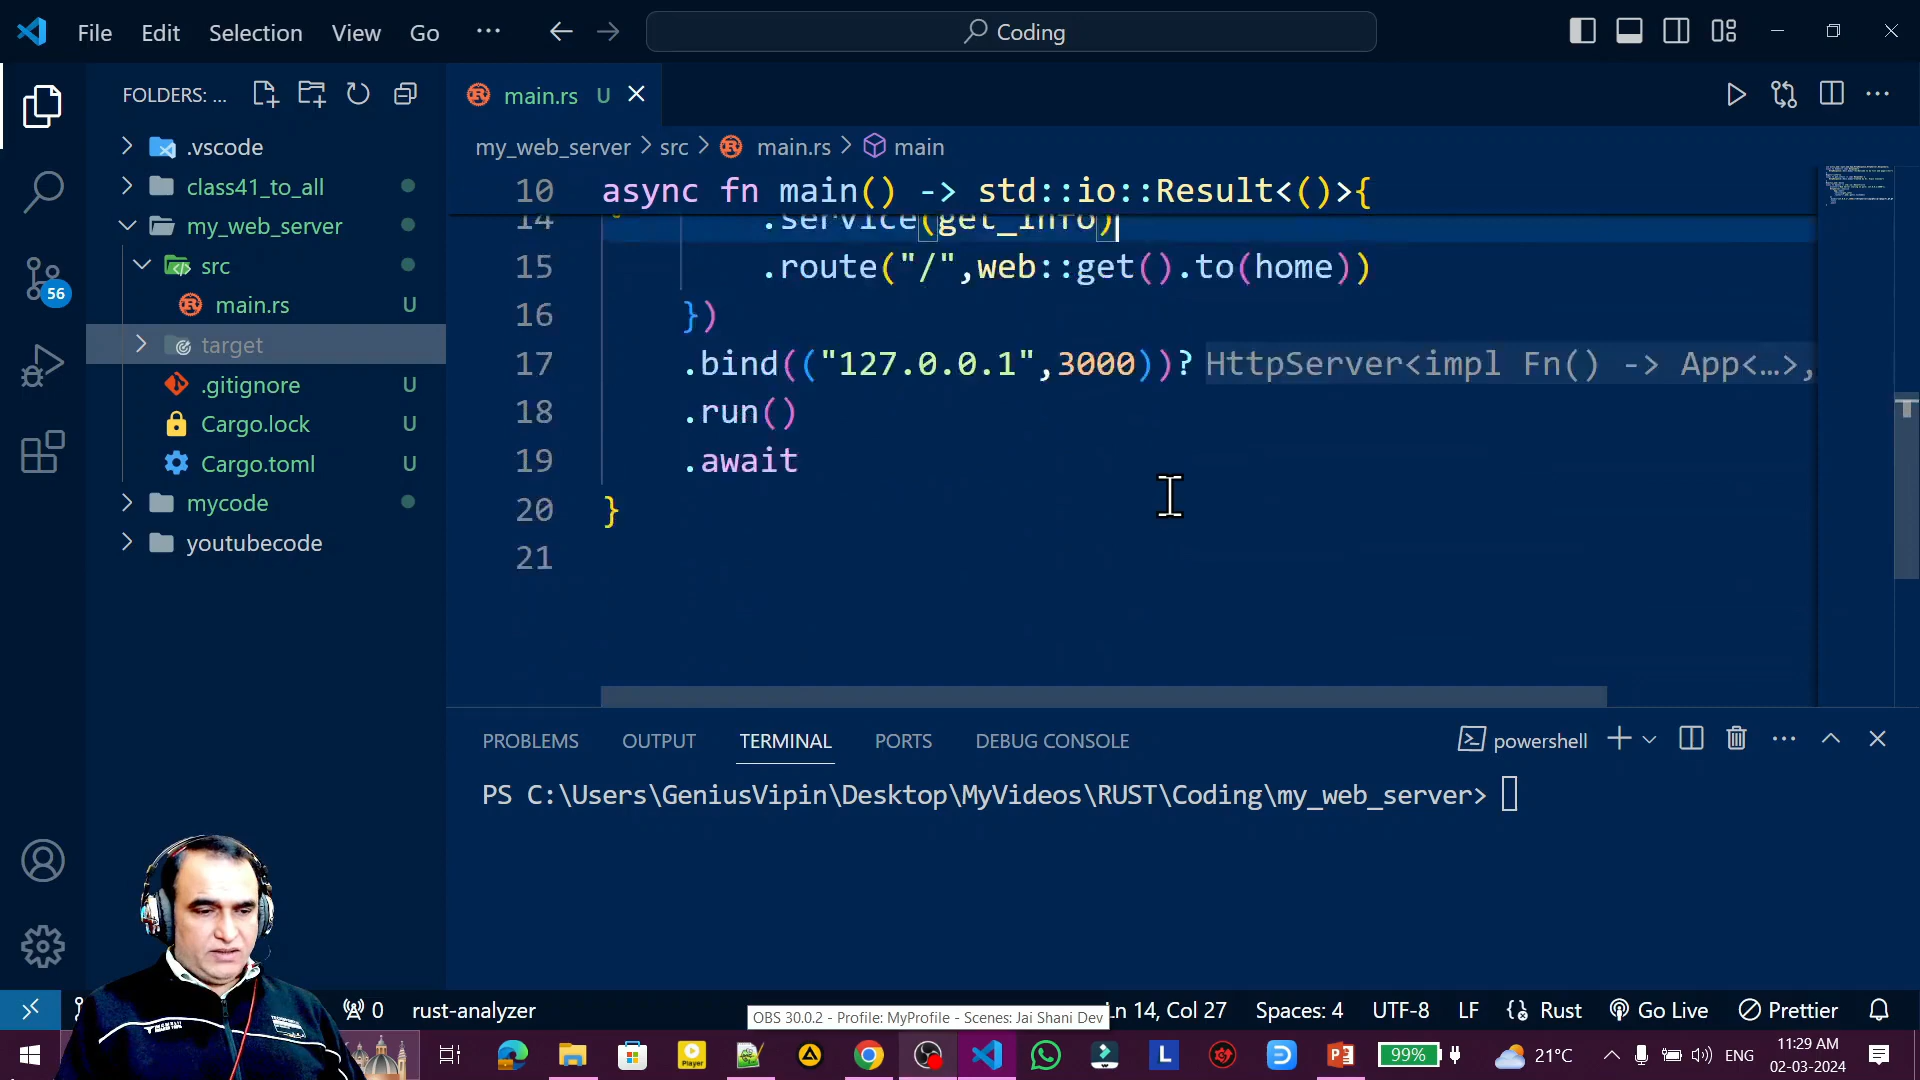 File Edit Selection View Go ··· Coding
FOLDERS: ...
.vscode
class41_to_all
my_web_server
src
main.rs U
target
.gitignore U
Cargo.lock U
Cargo.toml U
mycode
youtubecode
56
main.rs U
my_web_server > src > main.rs > main
10 async fn main() -> std::io::Result<()>{
14 .service(get_info)
15 .route("/",web::get().to(home))
16 })
17 .bind(("127.0.0.1",3000))? HttpServer<impl Fn() -> App<…>,
18 .run()
19 .await
20 }
21
PROBLEMS OUTPUT TERMINAL PORTS DEBUG CONSOLE powershell
PS C:\Users\GeniusVipin\Desktop\MyVideos\RUST\Coding\my_web_server>
0 rust-analyzer Ln 14, Col 27 Spaces: 4 UTF-8 LF Rust Go Live Prettier
OBS 30.0.2 - Profile: MyProfile - Scenes: Jai Shani Dev
Player L 99% 21°C ENG 11:29 AM
02-03-2024